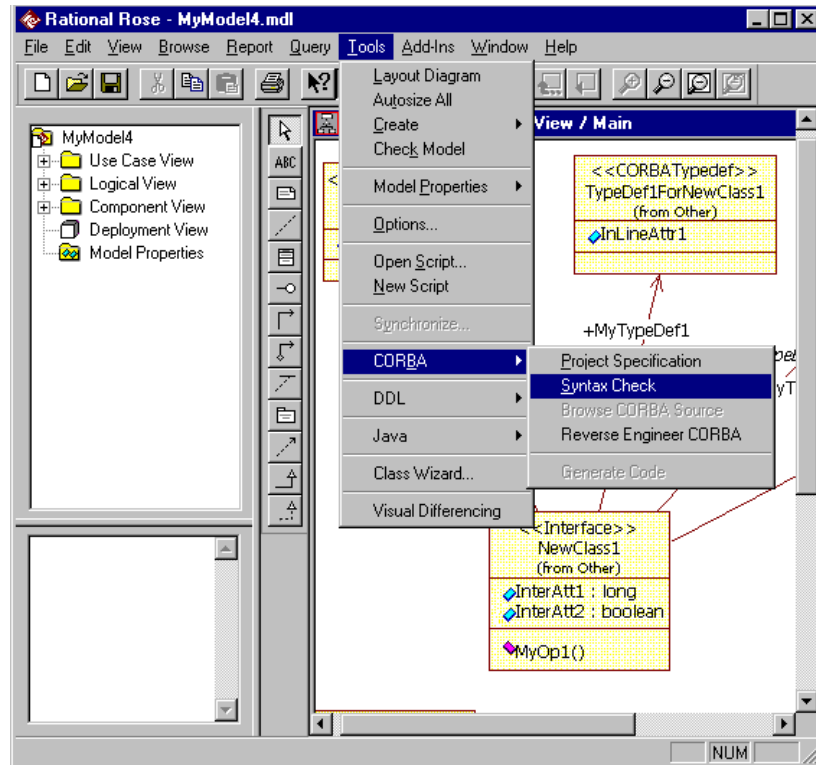 Rational Rose - MyModel4.mdl
File Edit View Browse Report Query Tools Add-Ins Window Help
MyModel4
Use Case View
Logical View
Component View
Deployment View
Model Properties
ABC
Layout Diagram
Autosize All
Create
Check Model
Model Properties
Options...
Open Script...
New Script
Synchronize...
CORBA
DDL
Java
Class Wizard...
Visual Differencing
Project Specification
Syntax Check
Browse CORBA Source
Reverse Engineer CORBA
Generate Code
View / Main
<<CORBATypedef>>
TypeDef1ForNewClass1
(from Other)
InLineAttr1
+MyTypeDef1
yT
<<Interface>>
NewClass1
(from Other)
InterAtt1 : long
InterAtt2 : boolean
MyOp1()
NUM